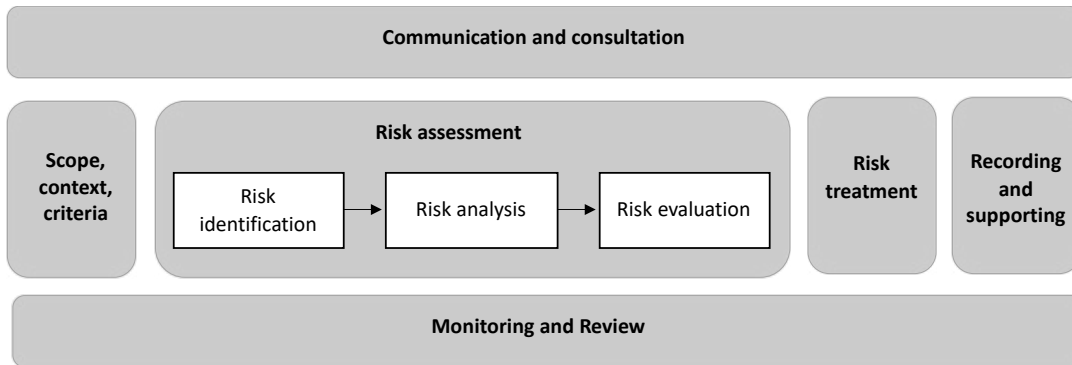 Communication and consultation
Scope,
context,
criteria
Risk assessment
Risk
identification
Risk analysis
Risk evaluation
Risk
treatment
Recording
and
supporting
Monitoring and Review